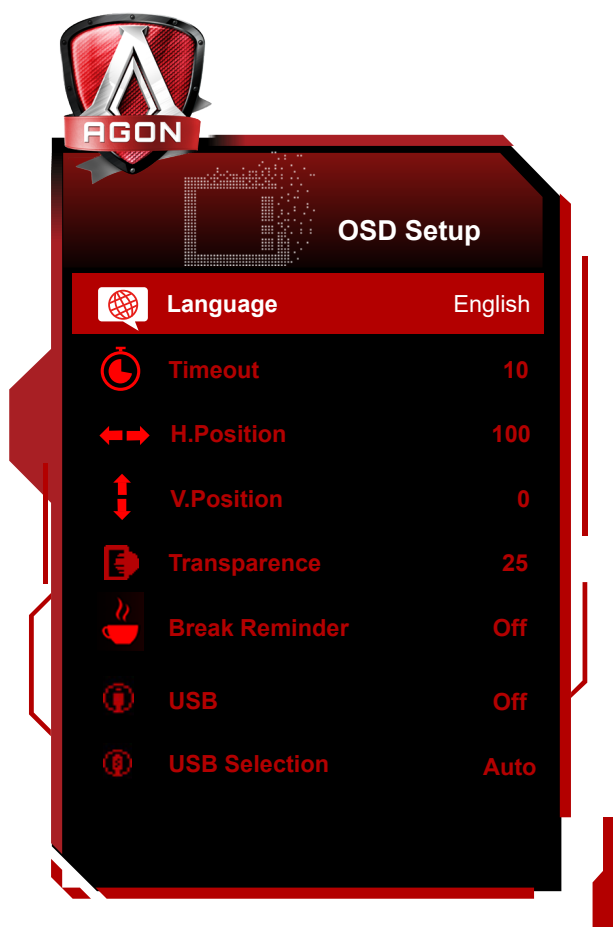 AGON
OSD Setup
Language English
Timeout 10
H.Position 100
V.Position 0
Transparence 25
Break Reminder Off
USB Off
USB Selection Auto